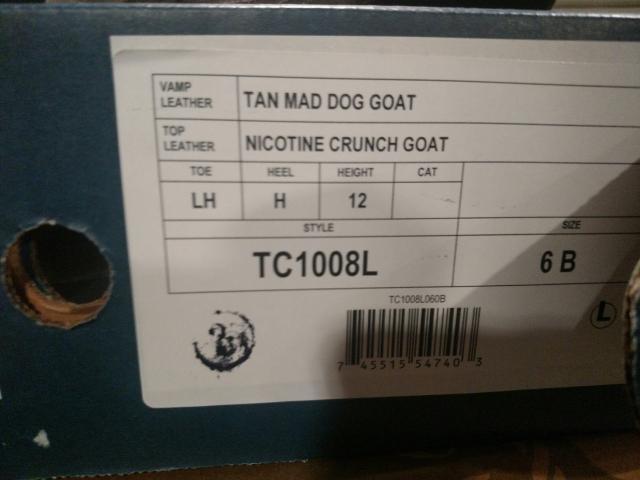 VAMP
LEATHER
TAN MAD DOG GOAT
TOP
LEATHER
NICOTINE CRUNCH GOAT
TOE HEEL HEIGHT CAT
LH H 12
STYLE SIZE
TC1008L 6 B
TC1008L060B
L
7 45515 54740 3